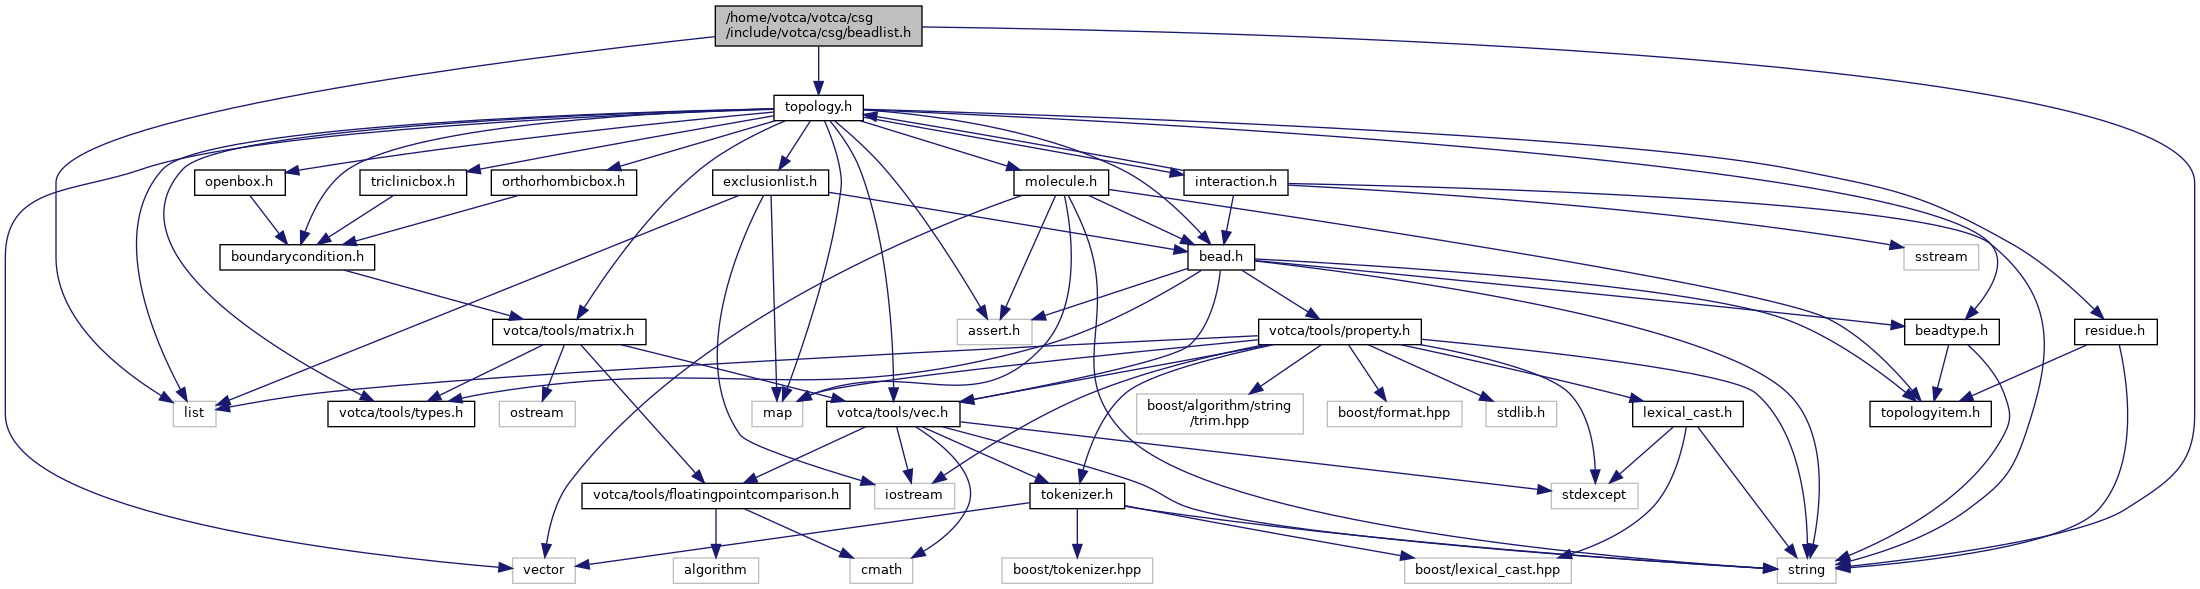 /home/votca/votca/csg
/include/votca/csg/beadlist.h
topology.h
openbox.h
triclinicbox.h
orthorhombicbox.h
exclusionlist.h
molecule.h
interaction.h
boundarycondition.h
bead.h
sstream
votca/tools/matrix.h
assert.h
votca/tools/property.h
beadtype.h
residue.h
list
votca/tools/types.h
ostream
map
votca/tools/vec.h
boost/algorithm/string
/trim.hpp
boost/format.hpp
stdlib.h
lexical_cast.h
topologyitem.h
votca/tools/floatingpointcomparison.h
iostream
tokenizer.h
stdexcept
vector
algorithm
cmath
boost/tokenizer.hpp
boost/lexical_cast.hpp
string